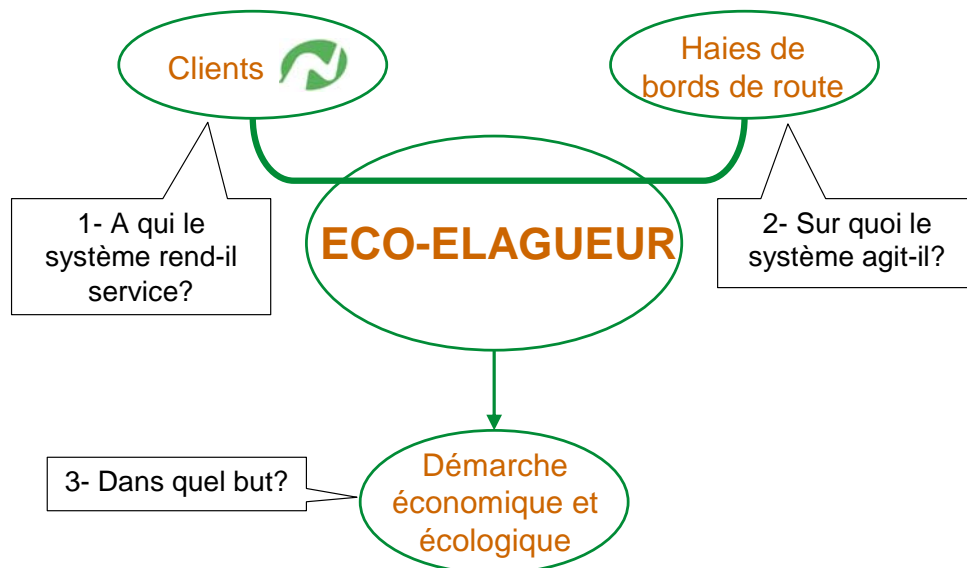 Clients
Haies de
bords de route
1- A qui le
système rend-il
service?
ECO-ELAGUEUR
2- Sur quoi le
système agit-il?
3- Dans quel but?
Démarche
économique et
écologique